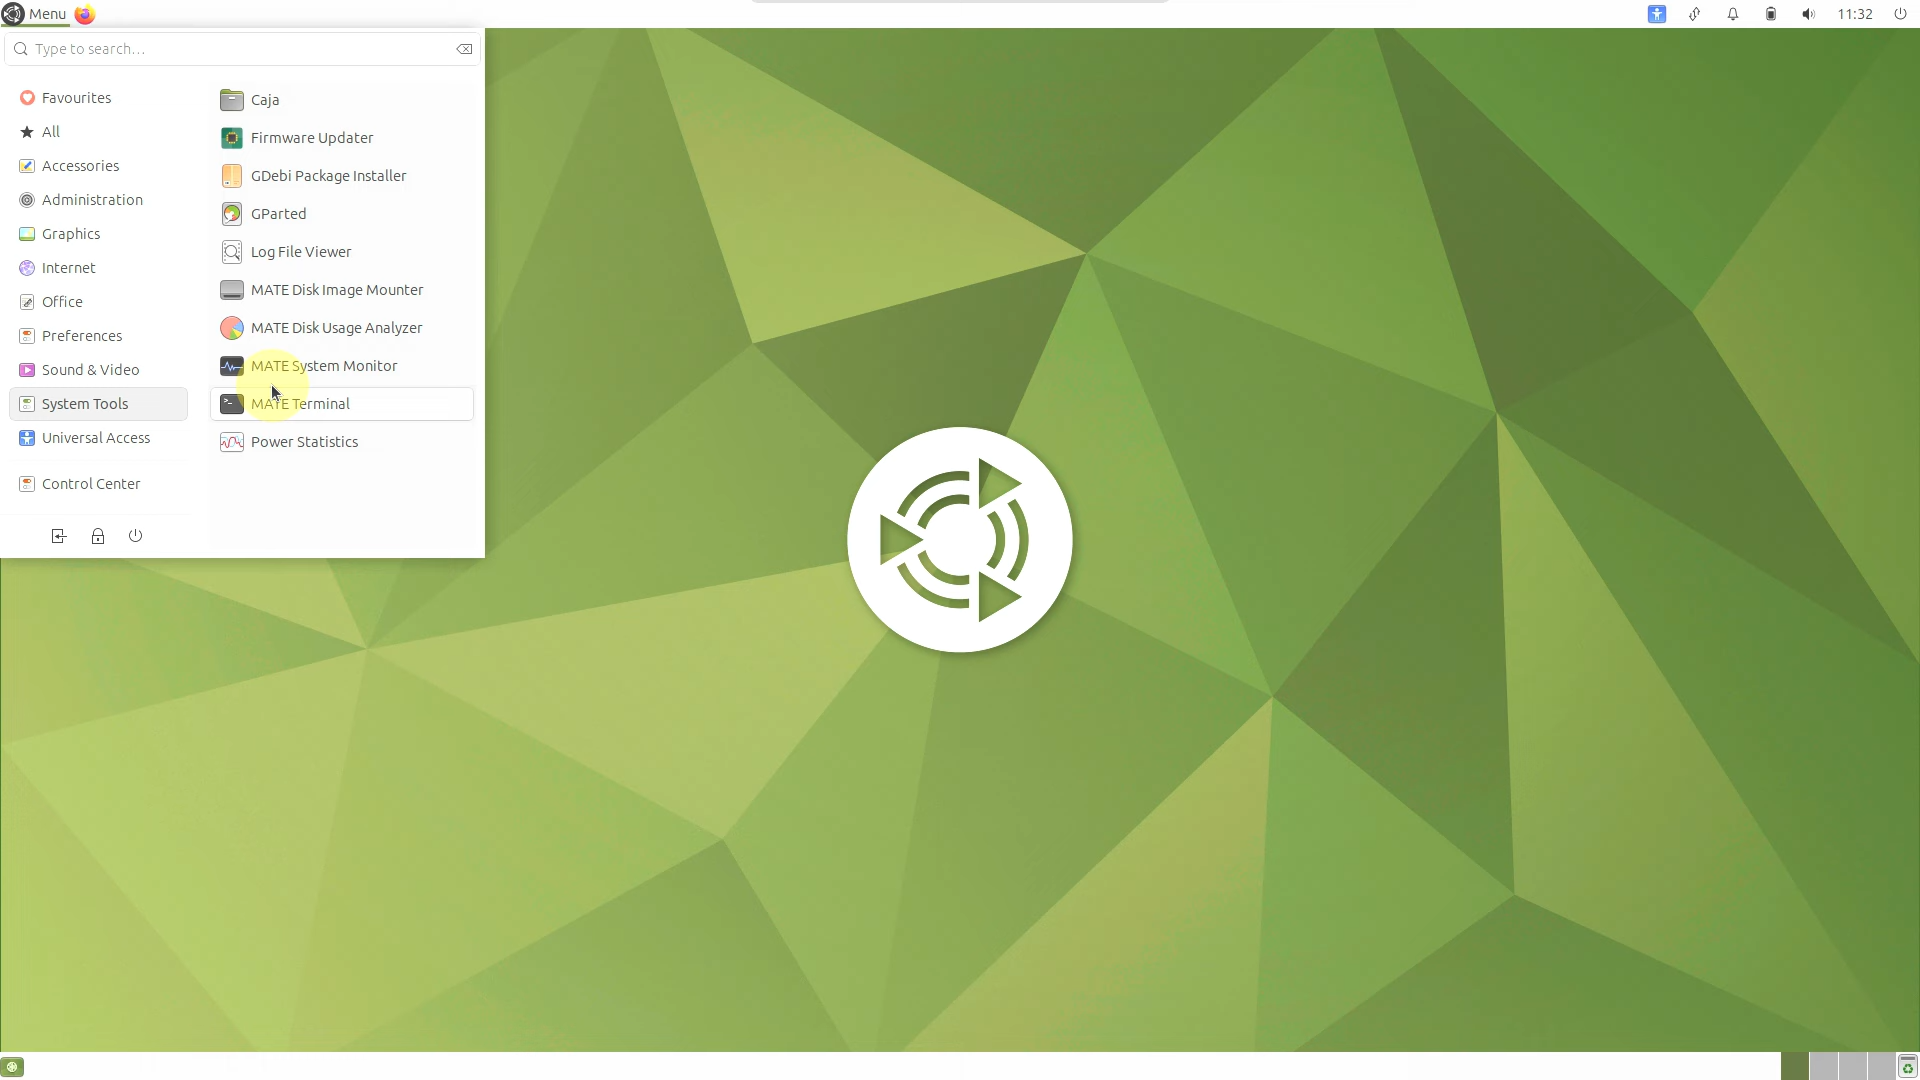 Menu
11:32
Type to search...
Favourites
All
Accessories
Administration
Graphics
Internet
Office
Preferences
Sound & Video
System Tools
Universal Access
Control Center
Caja
Firmware Updater
GDebi Package Installer
GParted
Log File Viewer
MATE Disk Image Mounter
MATE Disk Usage Analyzer
MATE System Monitor
MATE Terminal
Power Statistics